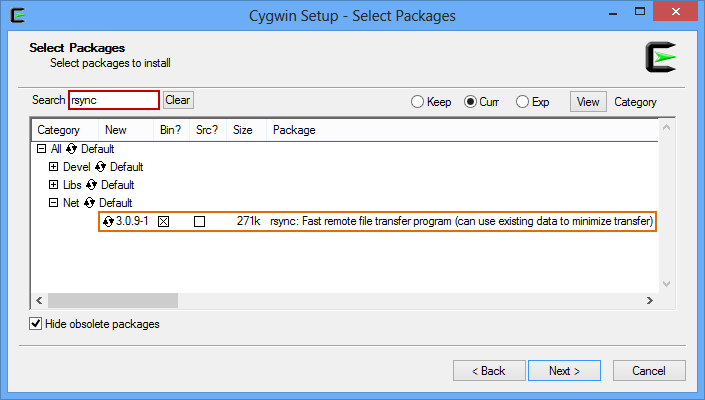 Cygwin Setup - Select Packages
Select Packages
Select packages to install
Search rsync Clear Keep Curr Exp View Category
Category New Bin? Src? Size Package
All Default
Devel Default
Libs Default
Net Default
3.0.9-1 271k rsync: Fast remote file transfer program (can use existing data to minimize transfer)
Hide obsolete packages
< Back Next > Cancel